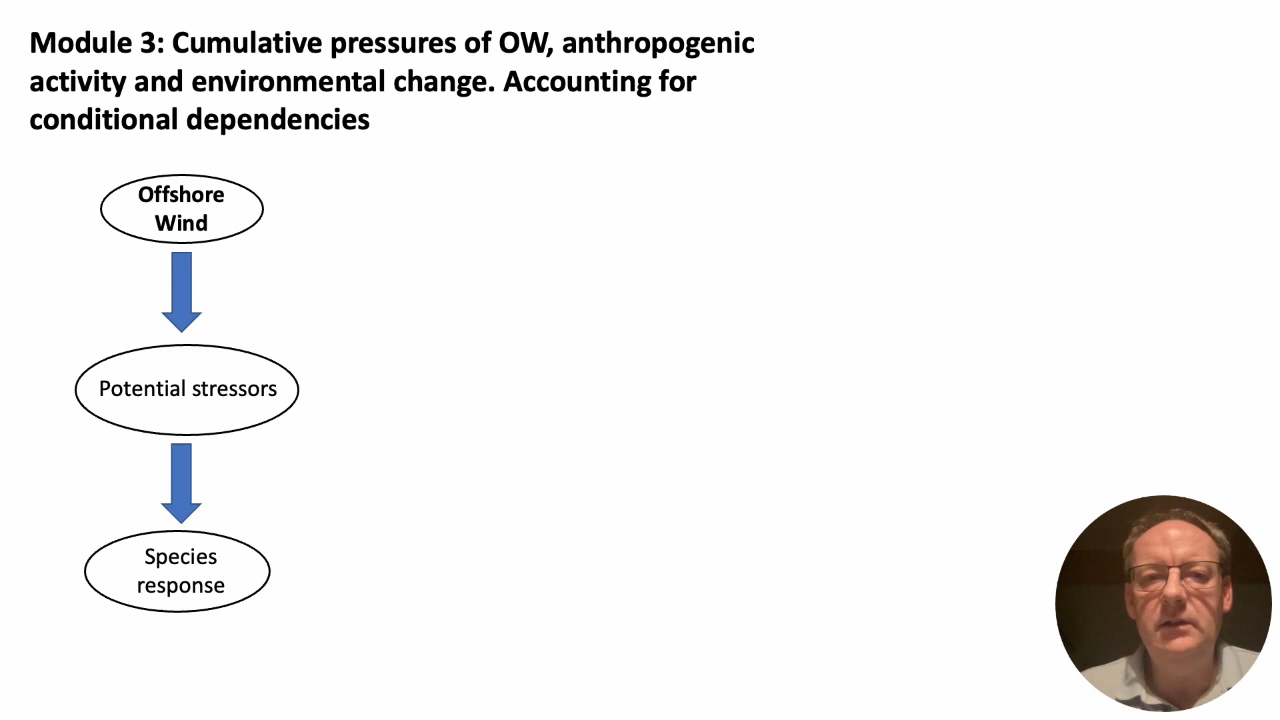 Module 3: Cumulative pressures of OW, anthropogenic
activity and environmental change. Accounting for
conditional dependencies
Offshore
Wind
Potential stressors
Species
response